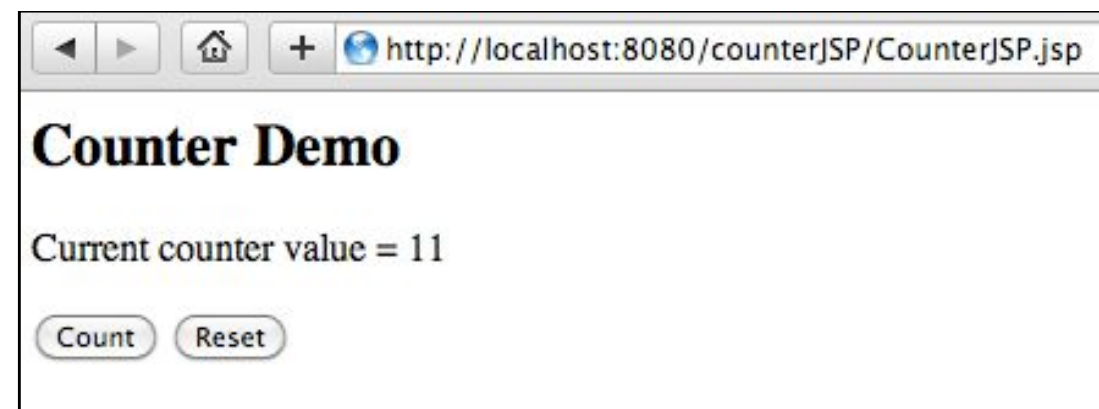 http://localhost:8080/counterJSP/CounterJSP.jsp
Counter Demo
Current counter value = 11
Count Reset